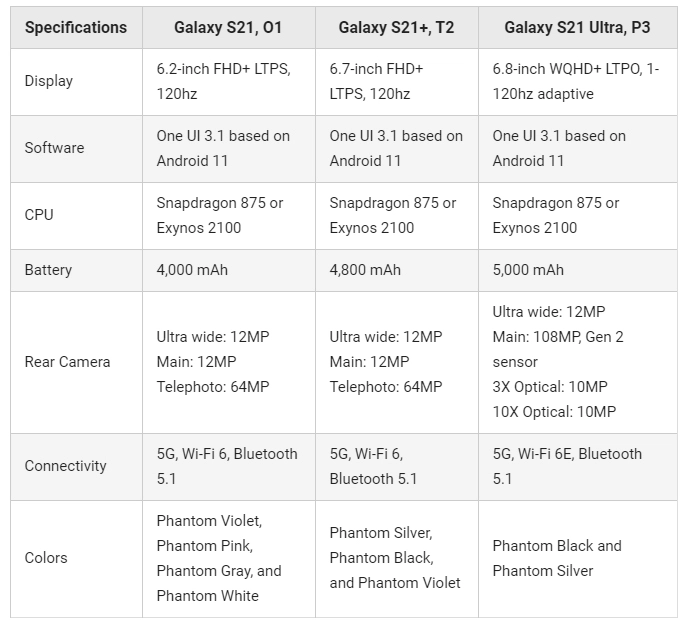 Specifications
Galaxy S21, O1
Galaxy S21+, T2
Galaxy S21 Ultra, P3
Display
6.2-inch FHD+ LTPS,
120hz
6.7-inch FHD+
LTPS, 120hz
6.8-inch WQHD+ LTPO, 1-
120hz adaptive
Software
One UI 3.1 based on
Android 11
One UI 3.1 based on
Android 11
One UI 3.1 based on
Android 11
CPU
Snapdragon 875 or
Exynos 2100
Snapdragon 875 or
Exynos 2100
Snapdragon 875 or
Exynos 2100
Battery
4,000 mAh
4,800 mAh
5,000 mAh
Rear Camera
Ultra wide: 12MP
Main: 12MP
Telephoto: 64MP
Ultra wide: 12MP
Main: 12MP
Telephoto: 64MP
Ultra wide: 12MP
Main: 108MP, Gen 2
sensor
3X Optical: 10MP
10X Optical: 10MP
Connectivity
5G, Wi-Fi 6, Bluetooth
5.1
5G, Wi-Fi 6,
Bluetooth 5.1
5G, Wi-Fi 6E, Bluetooth
5.1
Colors
Phantom Violet,
Phantom Pink,
Phantom Gray, and
Phantom White
Phantom Silver,
Phantom Black,
and Phantom Violet
Phantom Black and
Phantom Silver